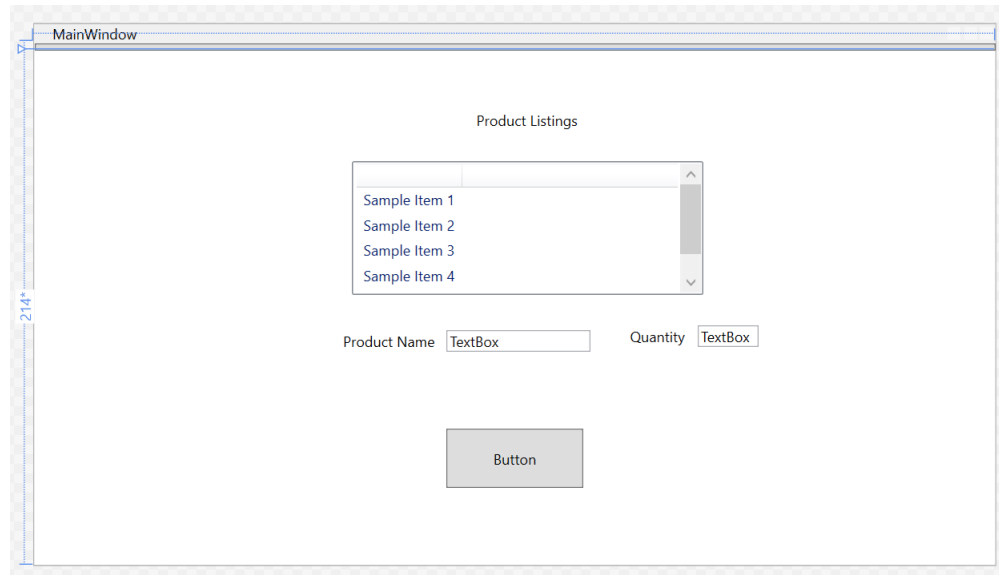 MainWindow
Product Listings
Sample Item 1
Sample Item 2
Sample Item 3
Sample Item 4
214*
Product Name TextBox Quantity TextBox
Button